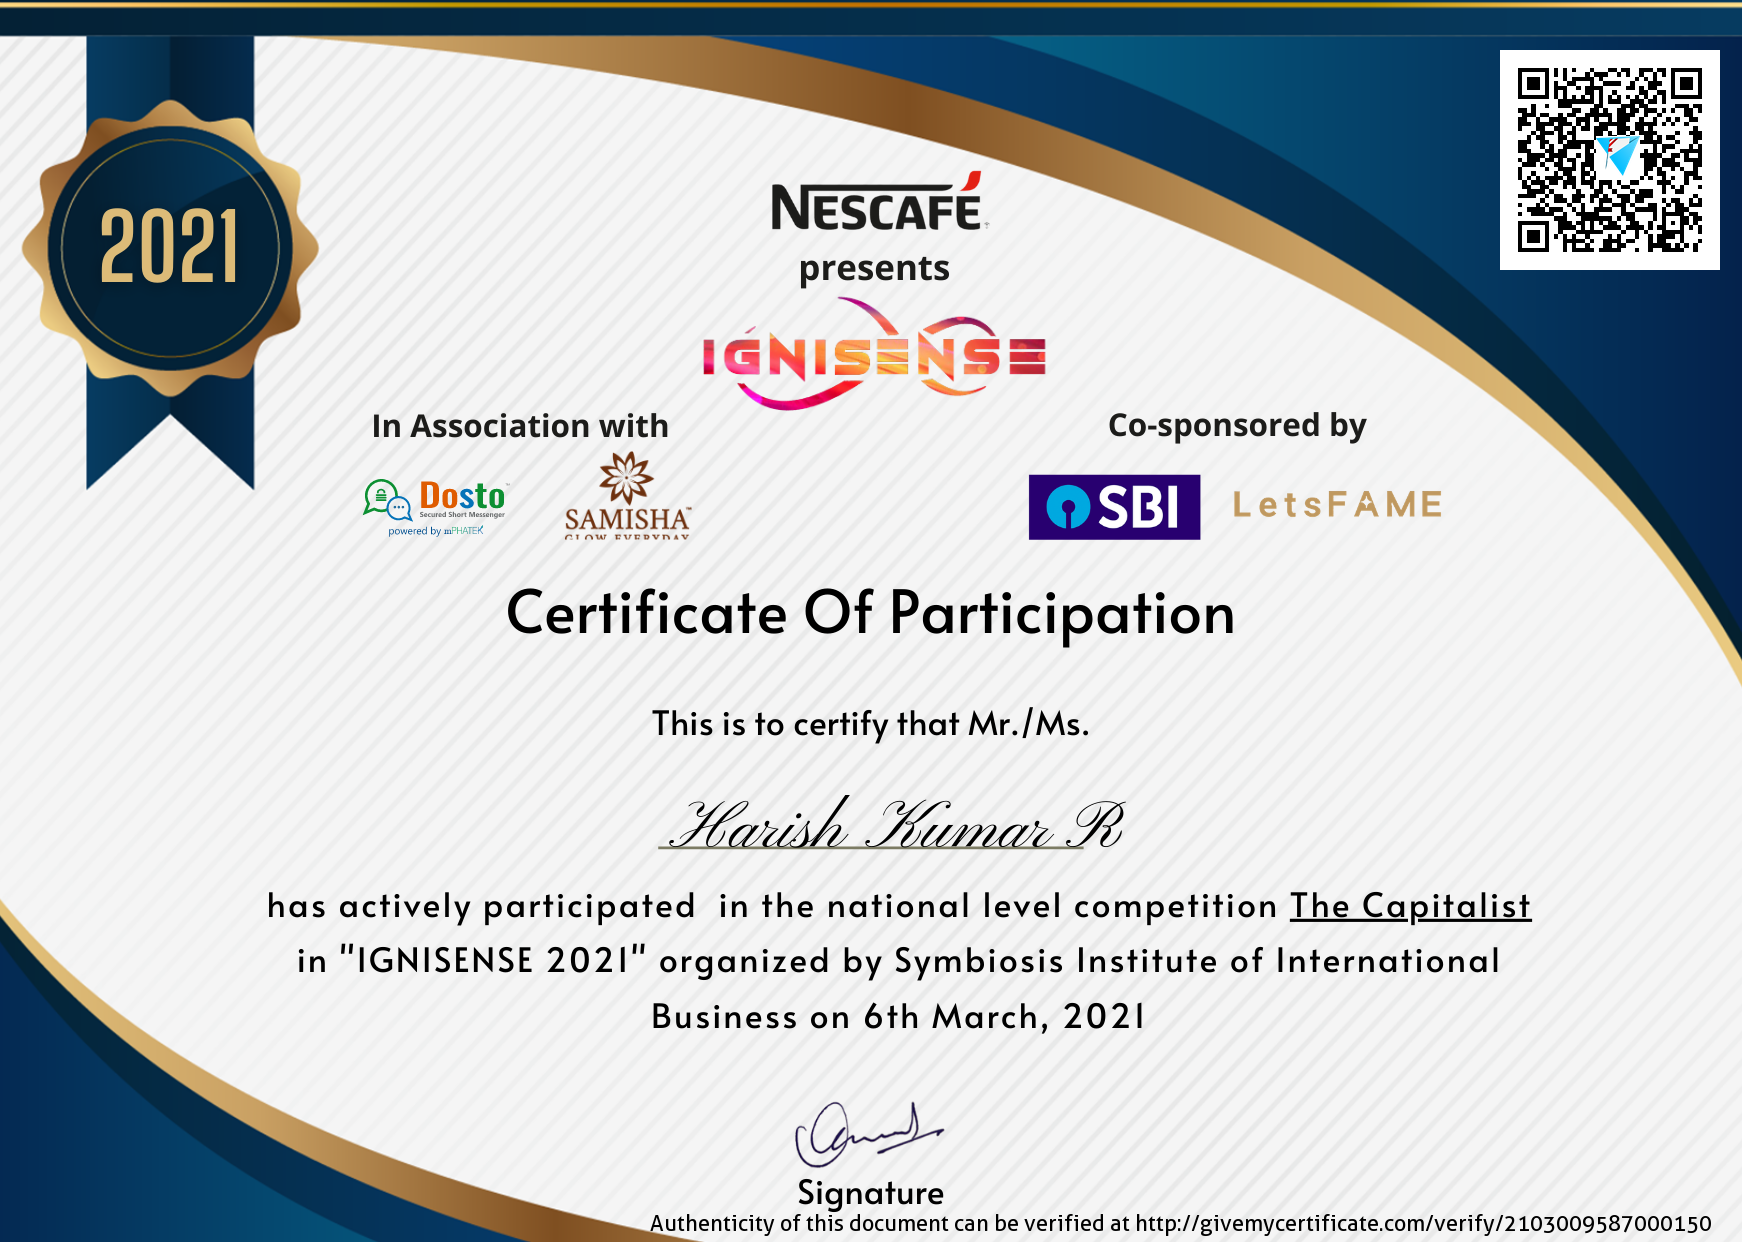 2021
NESCAFÉ
presents
IGNISENSE
In Association with
Co-sponsored by
Dosto
Secured Short Messenger
powered by mPHATEK
SAMISHA™
GLOW EVERYDAY
SBI
LetsFAME
Certificate Of Participation
This is to certify that Mr./Ms.
Harish Kumar R
has actively participated in the national level competition The Capitalist
in "IGNISENSE 2021" organized by Symbiosis Institute of International
Business on 6th March, 2021
Signature
Authenticity of this document can be verified at http://givemycertificate.com/verify/2103009587000150